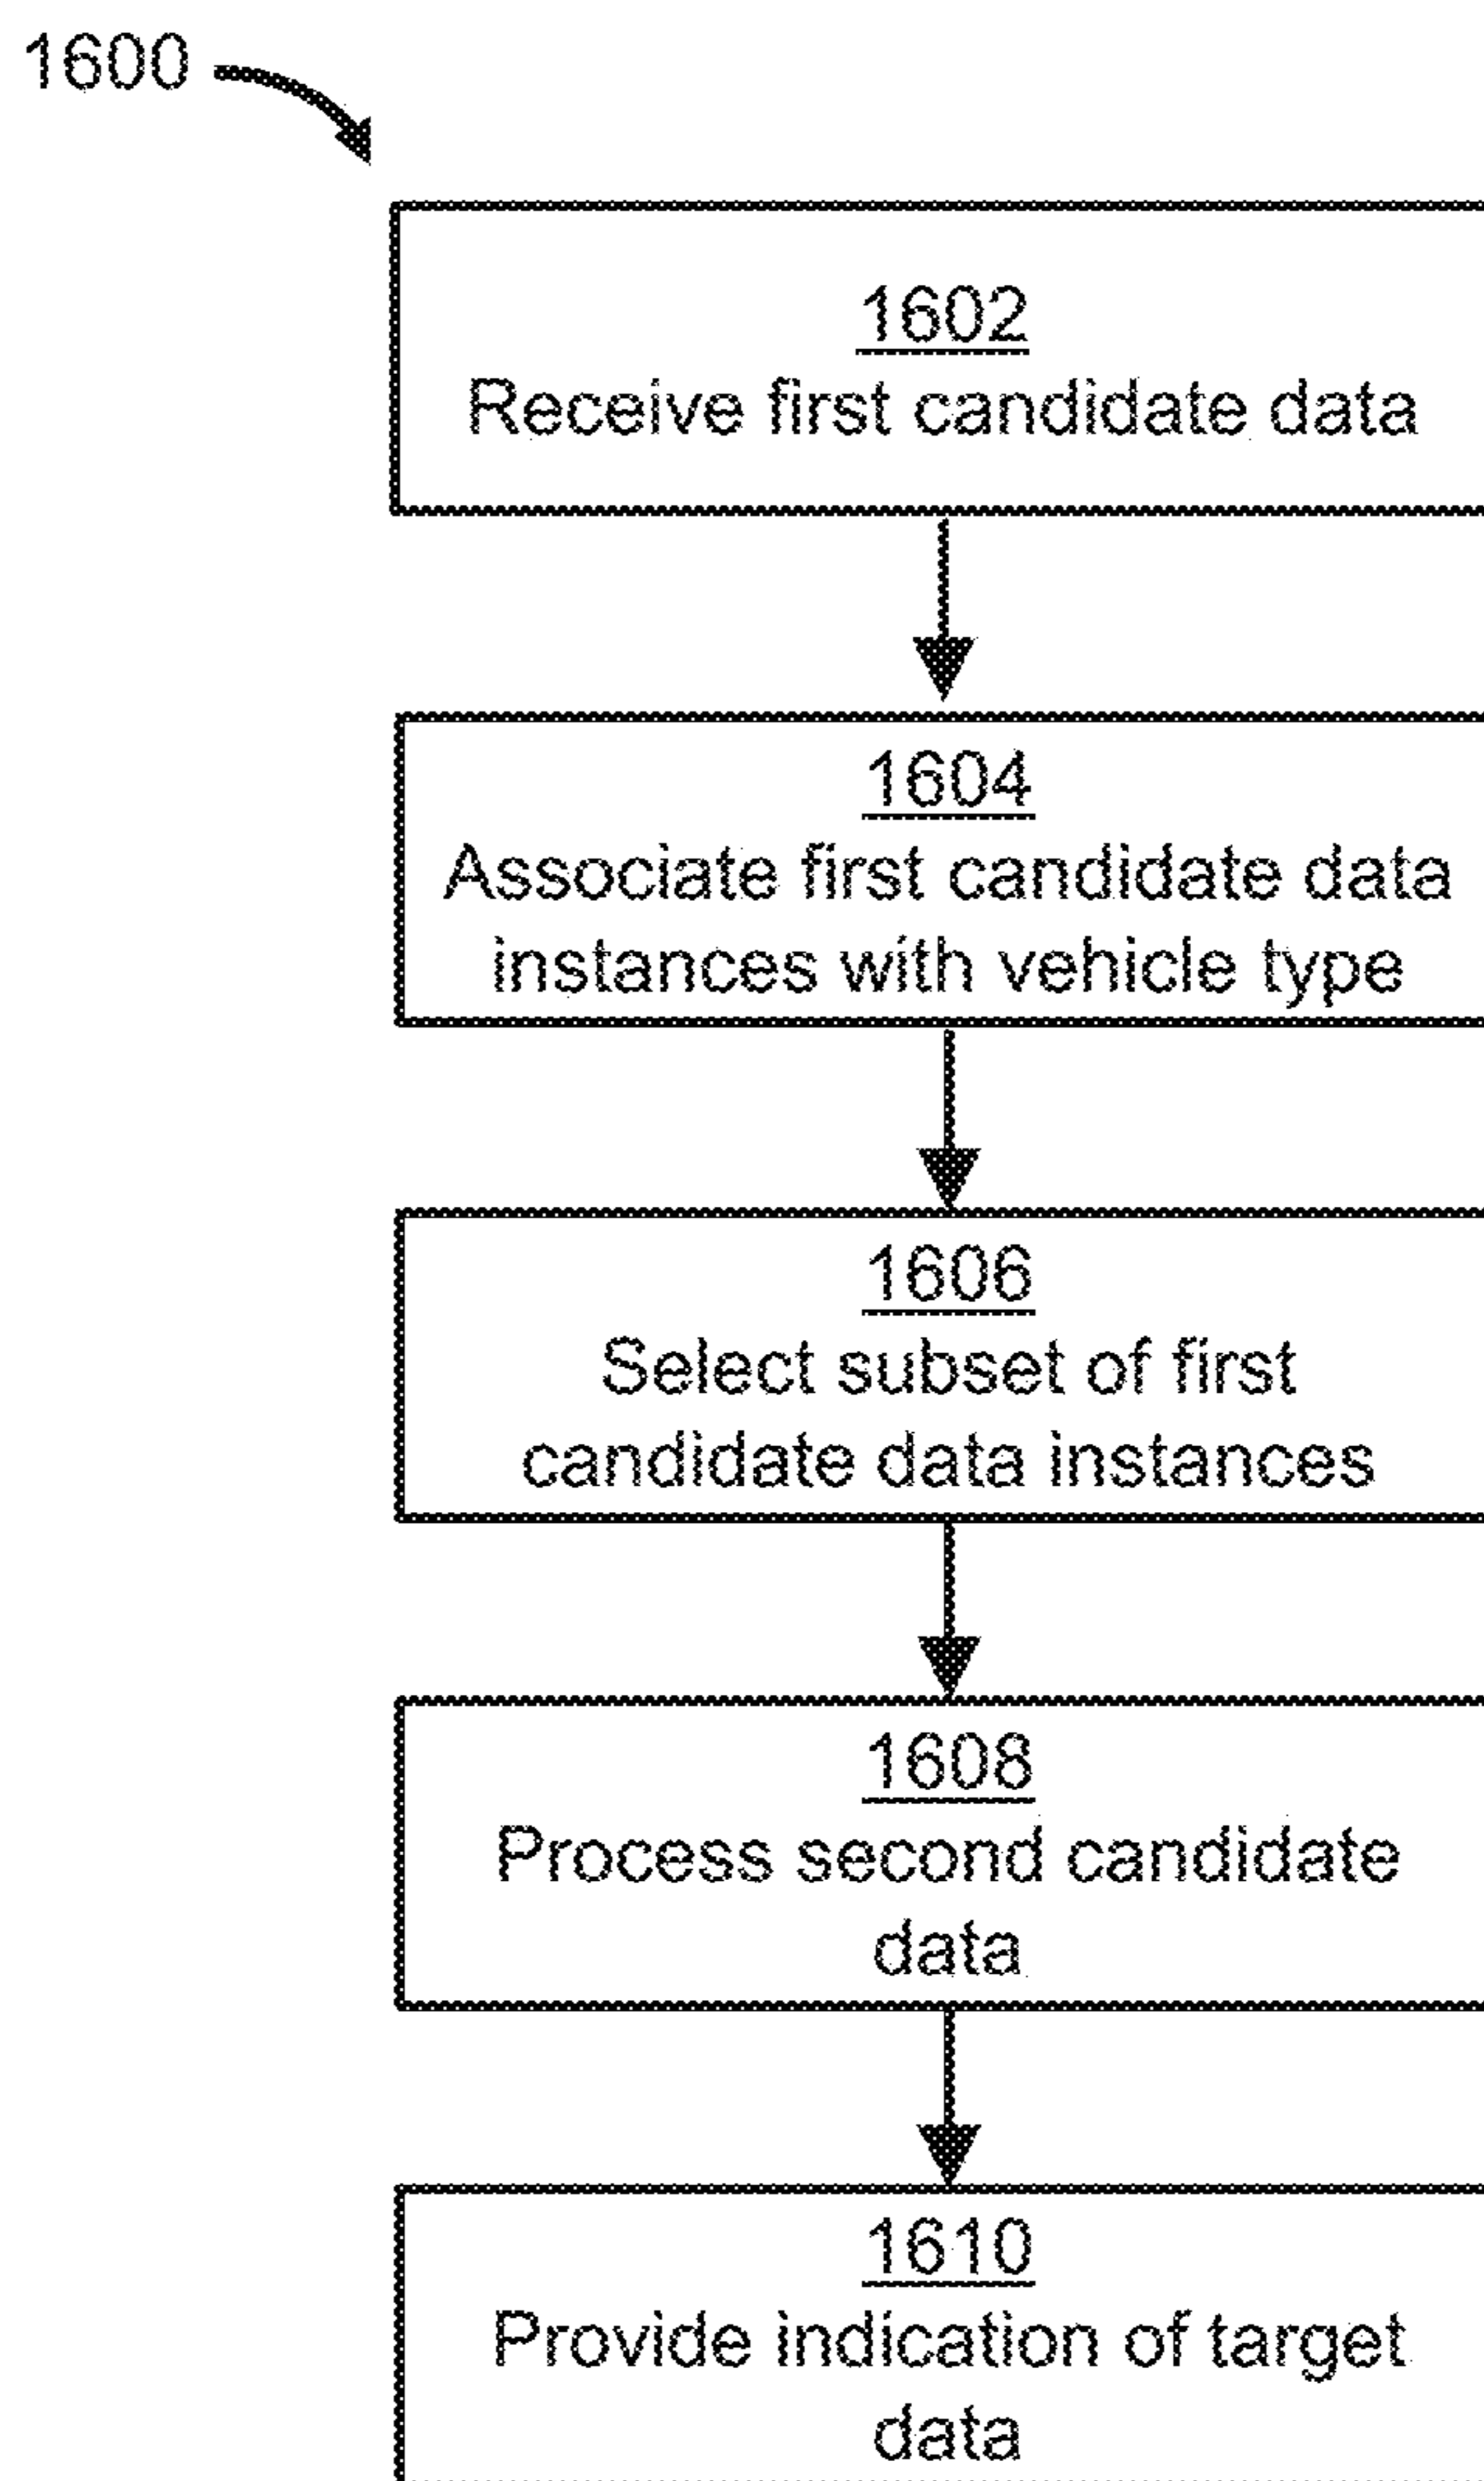 1600
1602
Receive first candidate data
1604
Associate first candidate data
instances with vehicle type
1606
Select subset of first
candidate data instances
1608
Process second candidate
data
1610
Provide indication of target
data